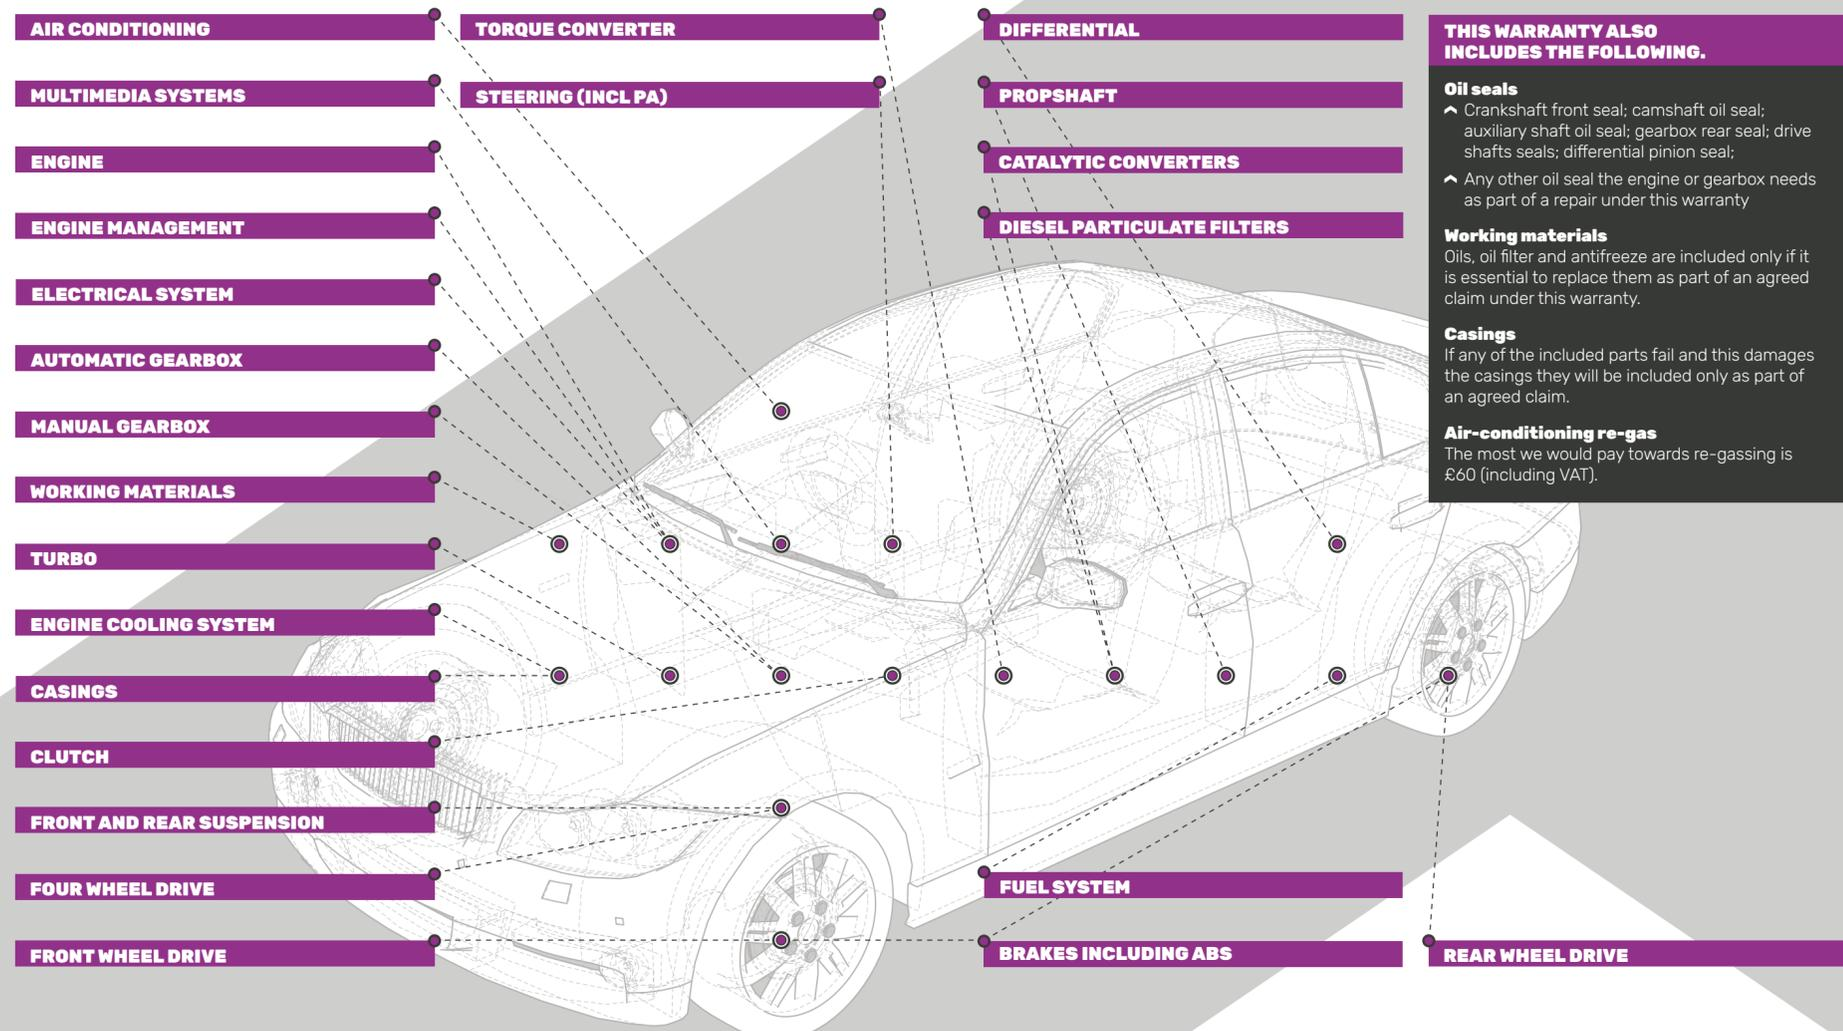 AIR CONDITIONING
MULTIMEDIA SYSTEMS
ENGINE
ENGINE MANAGEMENT
ELECTRICAL SYSTEM
AUTOMATIC GEARBOX
MANUAL GEARBOX
WORKING MATERIALS
TURBO
ENGINE COOLING SYSTEM
CASINGS
CLUTCH
FRONT AND REAR SUSPENSION
FOUR WHEEL DRIVE
FRONT WHEEL DRIVE
TORQUE CONVERTER
STEERING (INCL PA)
DIFFERENTIAL
PROPSHAFT
CATALYTIC CONVERTERS
DIESEL PARTICULATE FILTERS
FUEL SYSTEM
BRAKES INCLUDING ABS
REAR WHEEL DRIVE
THIS WARRANTY ALSO
INCLUDES THE FOLLOWING.
Oil seals
Crankshaft front seal; camshaft oil seal;
auxiliary shaft oil seal; gearbox rear seal; drive
shafts seals; differential pinion seal;
Any other oil seal the engine or gearbox needs
as part of a repair under this warranty
Working materials
Oils, oil filter and antifreeze are included only if it
is essential to replace them as part of an agreed
claim under this warranty.
Casings
If any of the included parts fail and this damages
the casings they will be included only as part of
an agreed claim.
Air-conditioning re-gas
The most we would pay towards re-gassing is
£60 (including VAT).